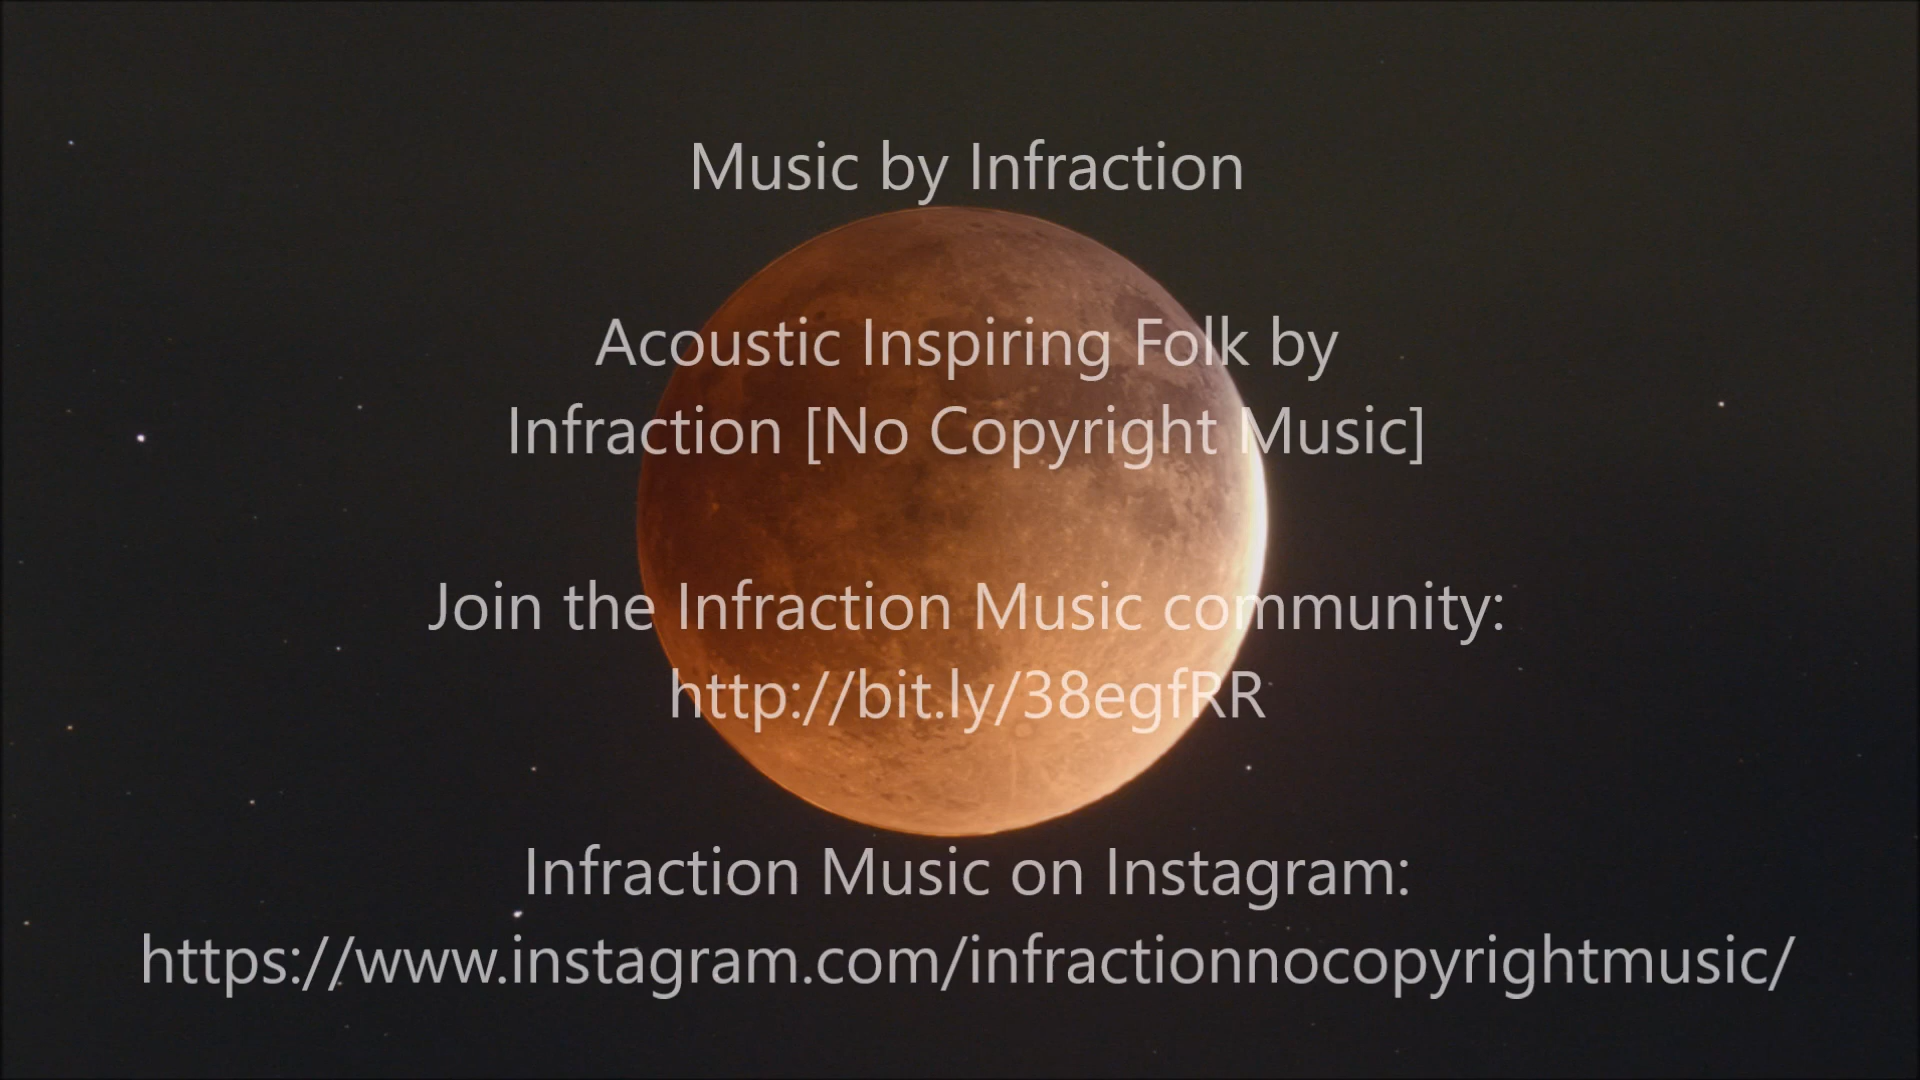 Music by Infraction
Acoustic Inspiring Folk by
Infraction [No Copyright Music]
Join the Infraction Music community:
http://bit.ly/38egfRR
Infraction Music on Instagram:
https://www.instagram.com/infractionnocopyrightmusic/